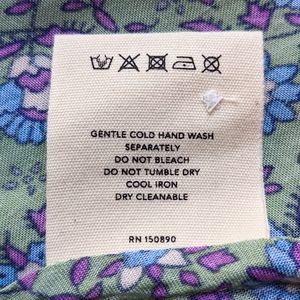 GENTLE COLD HAND WASH
SEPARATELY
DO NOT BLEACH
DO NOT TUMBLE DRY
COOL IRON
DRY CLEANABLE
RN 150890